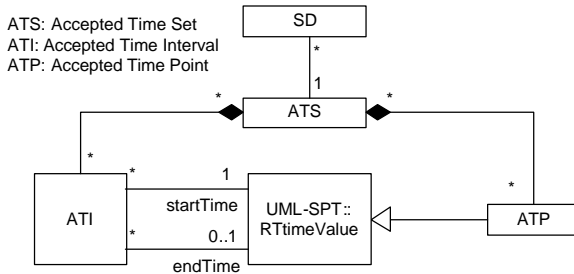 ATS: Accepted Time Set
ATI: Accepted Time Interval
ATP: Accepted Time Point
SD
*
1
ATS
*
*
*
*
ATI
*
1
startTime
*
0..1
endTime
UML-SPT::
RTtimeValue
ATP